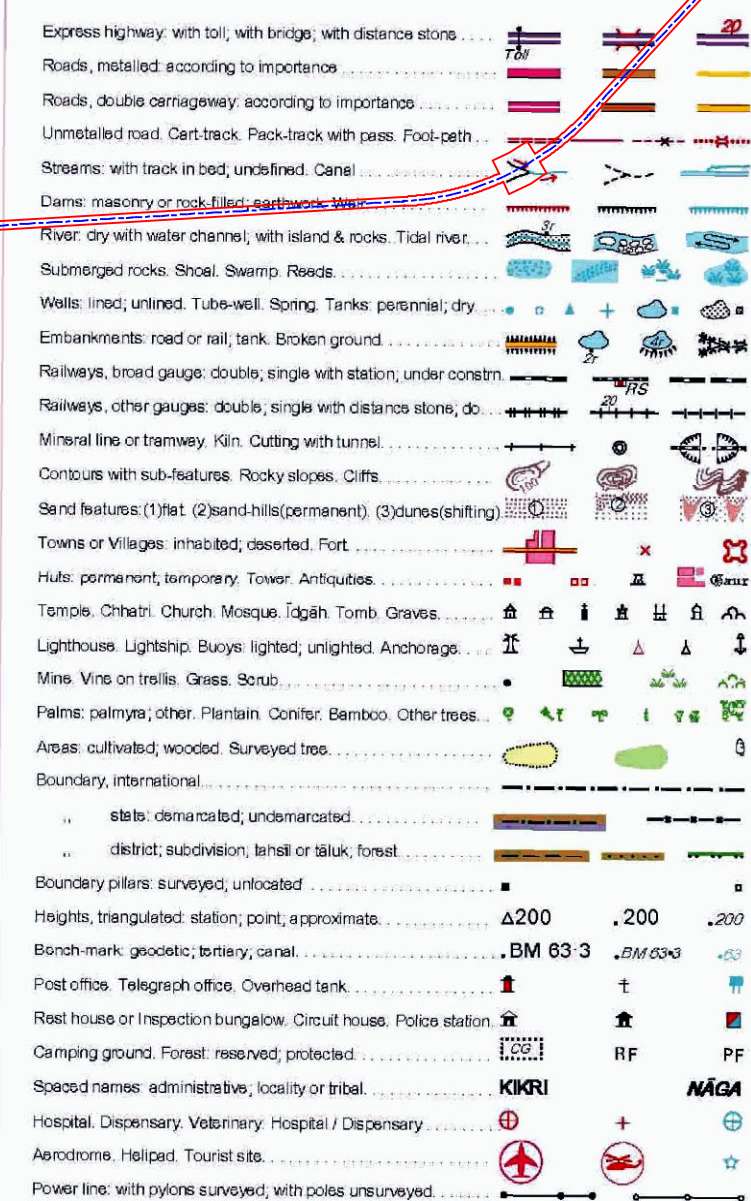 Express highway: with toll; with bridge; with distance stone 20
Toll
Roads, metalled: according to importance
Roads, double carriageway: according to importance
Unmetalled road. Cart-track. Pack-track with pass. Foot-path
Streams: with track in bed; undefined. Canal
Dams: masonry or rock-filled; earthwork. Weir
River: dry with water channel; with island & rocks. Tidal river. 3r
Submerged rocks. Shoal. Swamp. Reeds.
Wells: lined; unlined. Tube-well. Spring. Tanks: perennial; dry.
Embankments: road or rail; tank. Broken ground. 2r 4r
Railways, broad gauge: double; single with station; under constrn. RS
Railways, other gauges: double; single with distance stone; do. 20
Mineral line or tramway. Kiln. Cutting with tunnel.
Contours with sub-features. Rocky slopes. Cliffs. 100
Sand features:(1)flat. (2)sand-hills(permanent). (3)dunes(shifting). 1 2 3
Towns or Villages: inhabited; deserted. Fort.
Huts: permanent; temporary. Tower. Antiquities. Gaur
Temple. Chhatri. Church. Mosque. Īdgāh. Tomb. Graves.
Lighthouse. Lightship. Buoys: lighted; unlighted. Anchorage.
Mine. Vine on trellis. Grass. Scrub.
Palms: palmyra; other. Plantain. Conifer. Bamboo. Other trees.
Areas: cultivated; wooded. Surveyed tree.
Boundary, international.
,, state: demarcated; undemarcated.
,, district; subdivision; tahsīl or tāluk; forest.
Boundary pillars: surveyed; unlocated
Heights, triangulated: station; point; approximate. △200 .200 .200
Bench-mark: geodetic; tertiary; canal. .BM 63·3 .BM 63·3 .63
Post office. Telegraph office. Overhead tank.
Rest house or Inspection bungalow. Circuit house. Police station.
Camping ground. Forest: reserved; protected. CG RF PF
Spaced names: administrative; locality or tribal. KIKRI NĀGA
Hospital. Dispensary. Veterinary: Hospital / Dispensary
Aerodrome. Helipad. Tourist site.
Power line: with pylons surveyed; with poles unsurveyed.